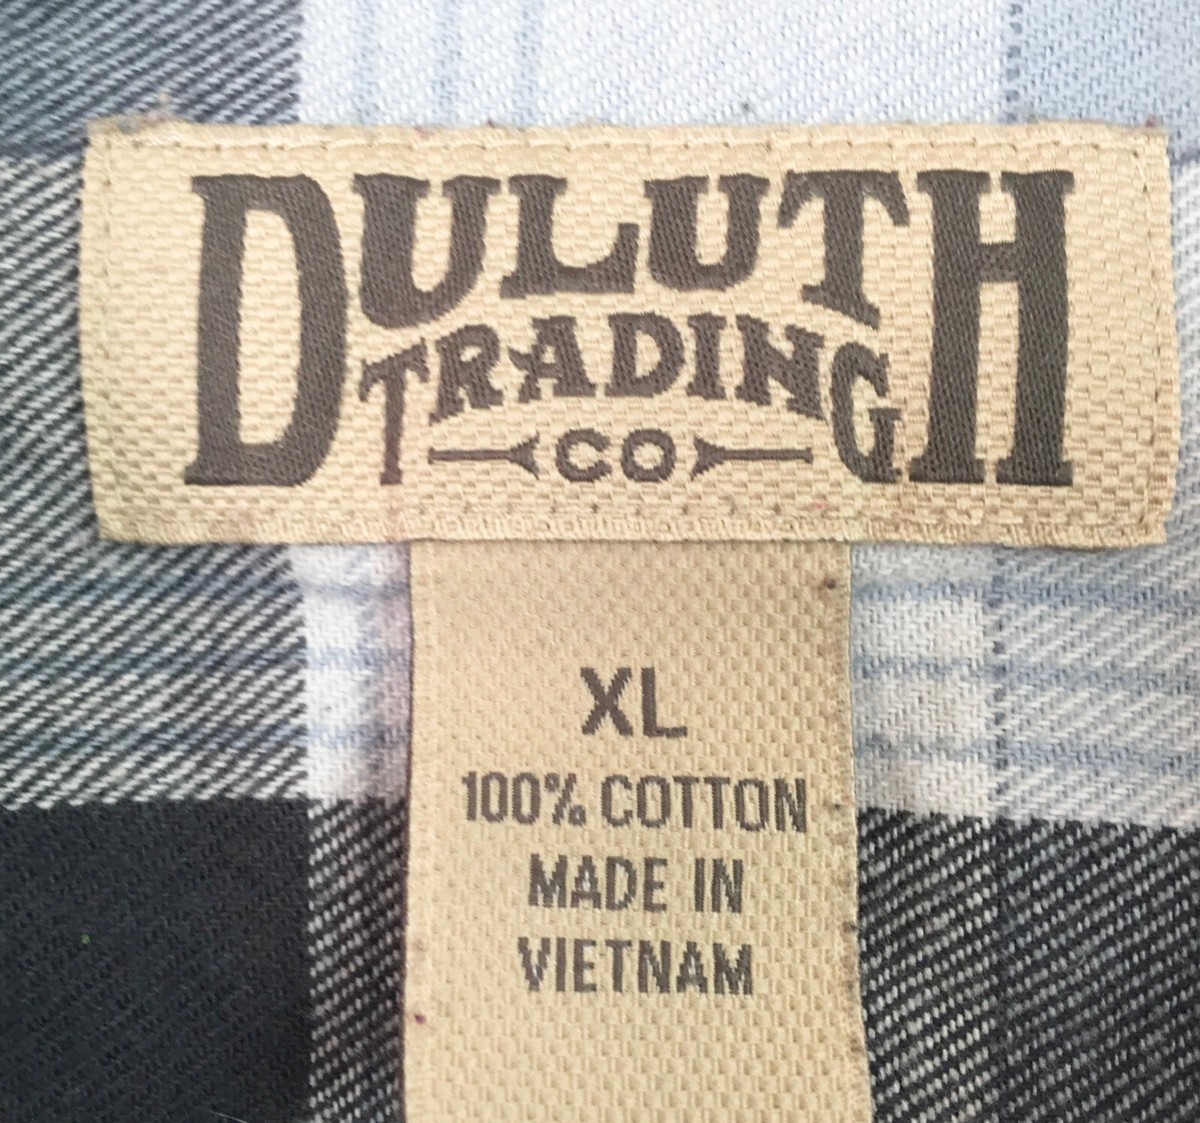 DULUTH
TRADING
CO
XL
100% COTTON
MADE IN
VIETNAM